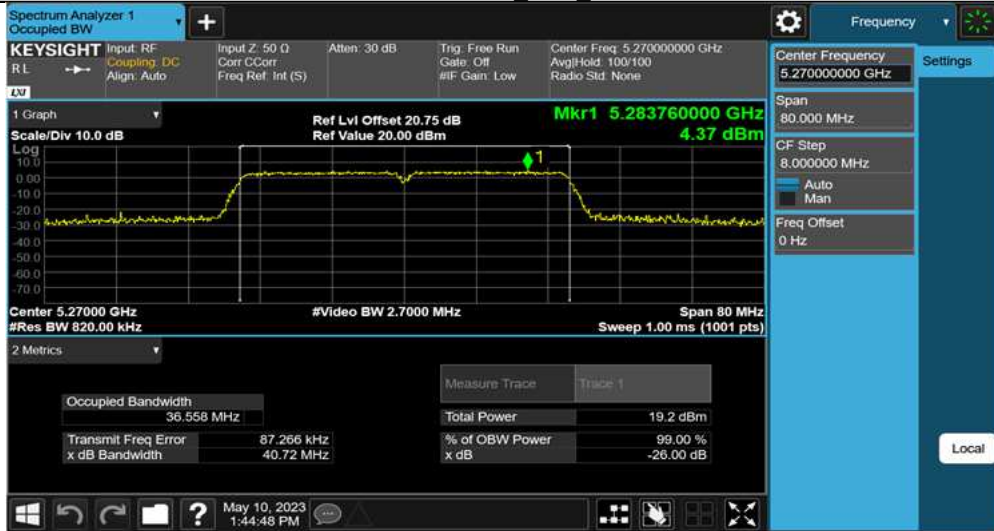 Spectrum Analyzer 1
Occupied BW
Frequency
KEYSIGHT
RL
LXI
Input: RF
Coupling: DC
Align: Auto
Input Z: 50 Ω
Corr CCorr
Freq Ref: Int (S)
Atten: 30 dB
Trig: Free Run
Gate: Off
#IF Gain: Low
Center Freq: 5.270000000 GHz
Avg|Hold: 100/100
Radio Std: None
1 Graph
Scale/Div 10.0 dB
Ref Lvl Offset 20.75 dB
Ref Value 20.00 dBm
Mkr1 5.283760000 GHz
4.37 dBm
Log
10.0
0.00
-10.0
-20.0
-30.0
-40.0
-50.0
-60.0
-70.0
1
Center 5.27000 GHz
#Res BW 820.00 kHz
#Video BW 2.7000 MHz
Span 80 MHz
Sweep 1.00 ms (1001 pts)
2 Metrics
Measure Trace
Trace 1
Occupied Bandwidth
36.558 MHz
Transmit Freq Error 87.266 kHz
x dB Bandwidth 40.72 MHz
Total Power 19.2 dBm
% of OBW Power 99.00 %
x dB -26.00 dB
Center Frequency
5.270000000 GHz
Span
80.000 MHz
CF Step
8.000000 MHz
Auto
Man
Freq Offset
0 Hz
Settings
Local
?
May 10, 2023
1:44:48 PM